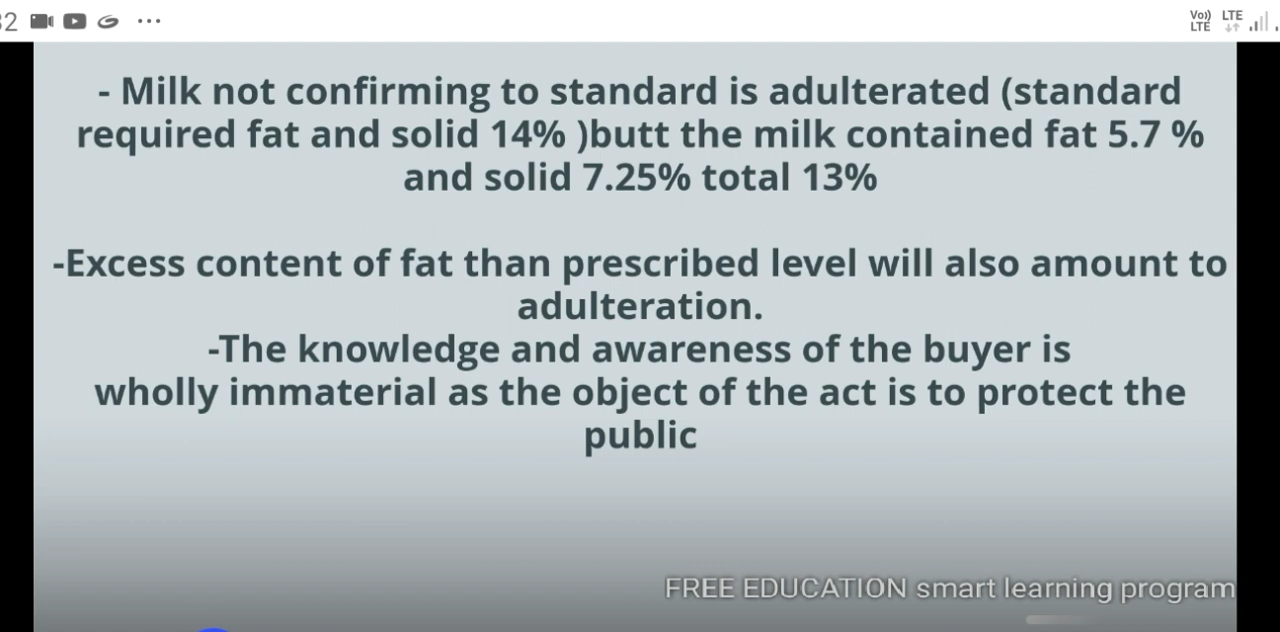 32
Vo)) LTE
LTE
- Milk not confirming to standard is adulterated (standard
required fat and solid 14% )butt the milk contained fat 5.7 %
and solid 7.25% total 13%
-Excess content of fat than prescribed level will also amount to
adulteration.
-The knowledge and awareness of the buyer is
wholly immaterial as the object of the act is to protect the
public
FREE EDUCATION smart learning program